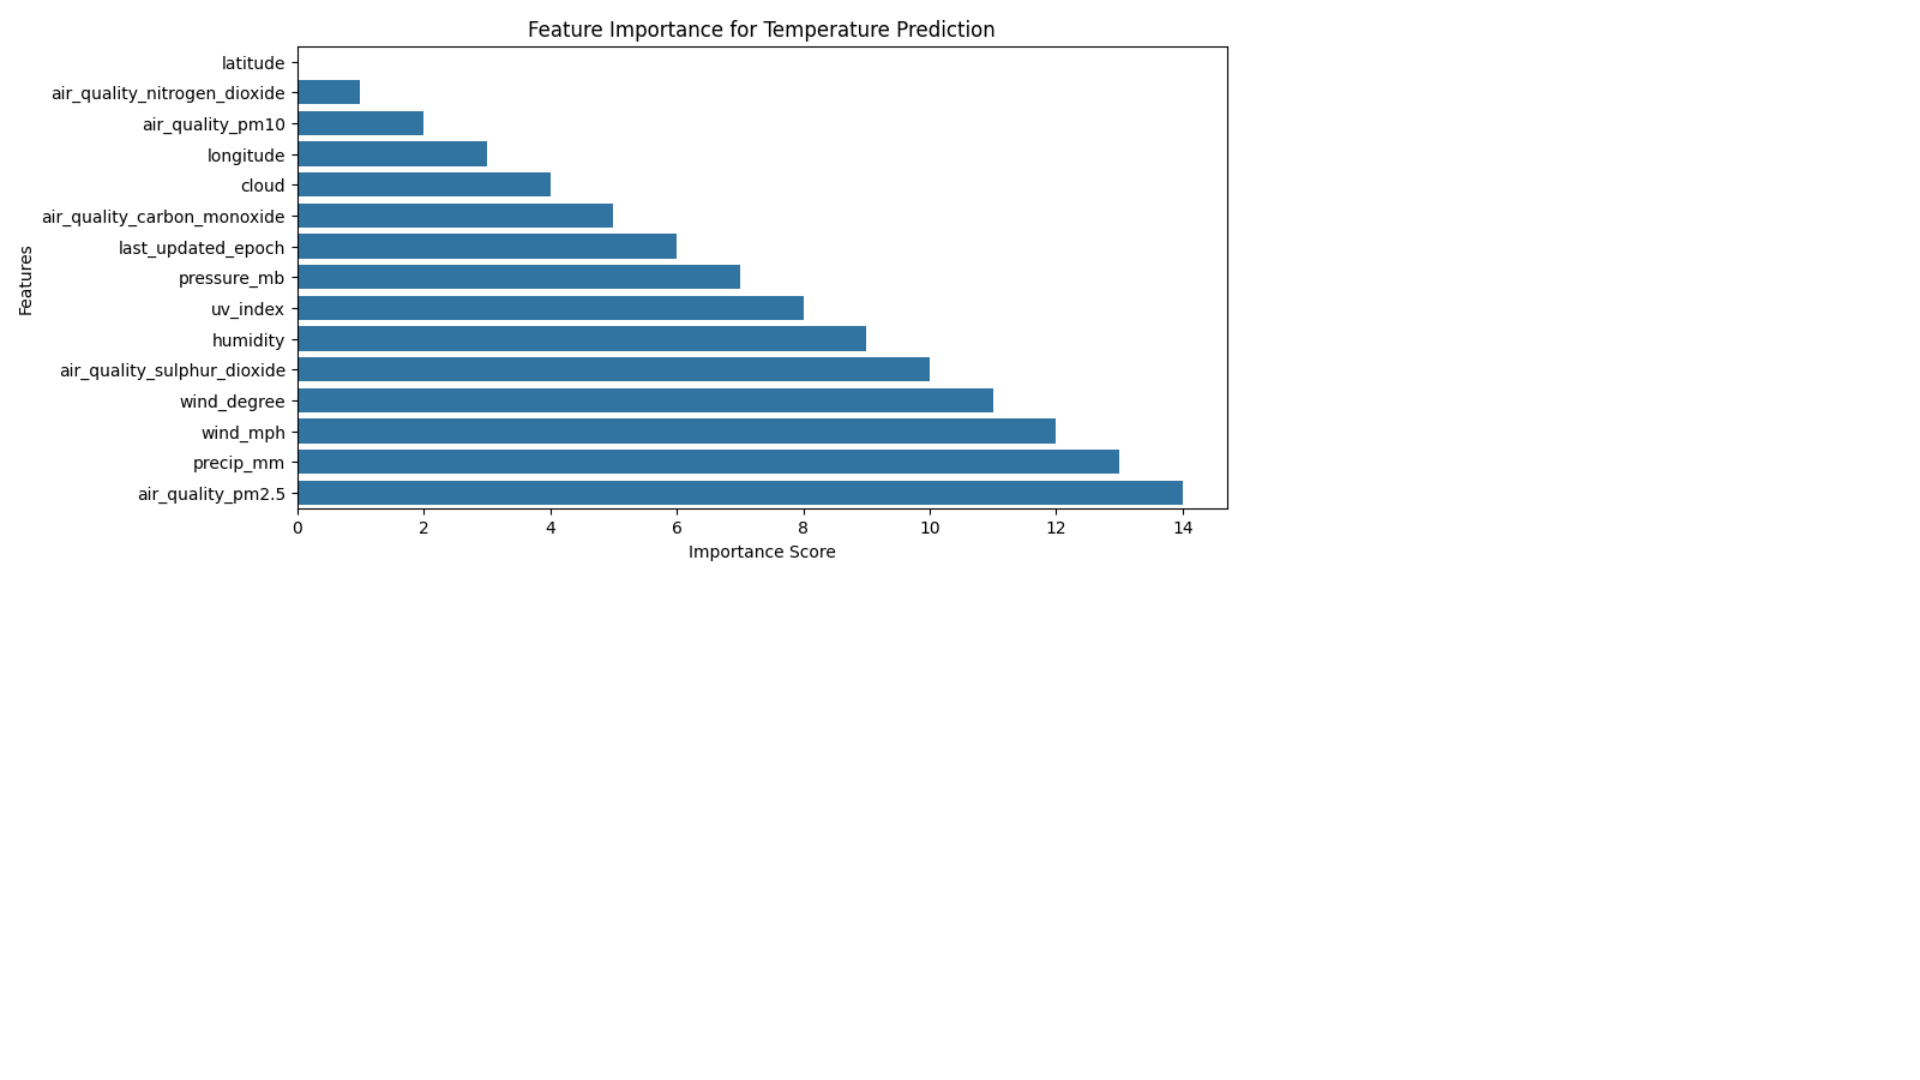 Feature Importance for Temperature Prediction
latitude
air_quality_nitrogen_dioxide
air_quality_pm10
longitude
cloud
air_quality_carbon_monoxide
last_updated_epoch
pressure_mb
uv_index
humidity
air_quality_sulphur_dioxide
wind_degree
wind_mph
precip_mm
air_quality_pm2.5
Features
0 2 4 6 8 10 12 14
Importance Score